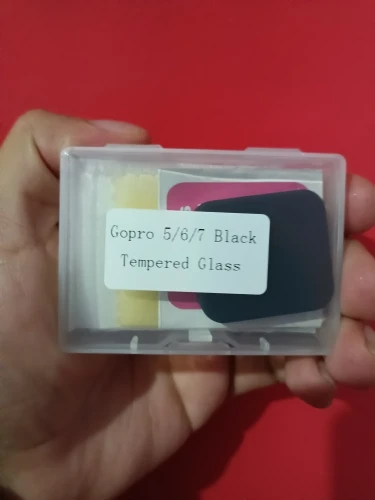 Gopro 5/6/7 Black
Tempered Glass